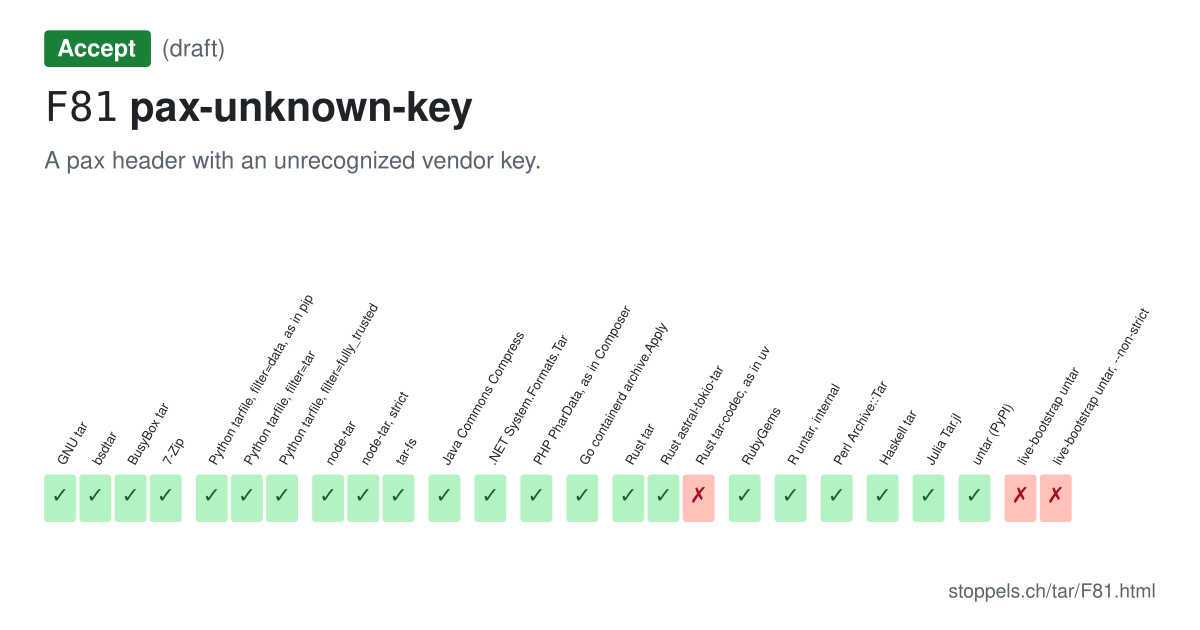 Accept (draft)
F81 pax-unknown-key
A pax header with an unrecognized vendor key.
GNU tar
bsdtar
BusyBox tar
7-Zip
Python tarfile, filter=data, as in pip
Python tarfile, filter=tar
Python tarfile, filter=fully_trusted
node-tar
node-tar, strict
tar-fs
Java Commons Compress
.NET System.Formats.Tar
PHP PharData, as in Composer
Go containerd archive.Apply
Rust tar
Rust astral-tokio-tar
Rust tar-codec, as in uv
RubyGems
R untar, internal
Perl Archive::Tar
Haskell tar
Julia Tar.jl
untar (PyPI)
live-bootstrap untar
live-bootstrap untar, --non-strict
✓ ✓ ✓ ✓ ✓ ✓ ✓ ✓ ✓ ✓ ✓ ✓ ✓ ✓ ✓ ✓ ✗ ✓ ✓ ✓ ✓ ✓ ✓ ✗ ✗
stoppels.ch/tar/F81.html